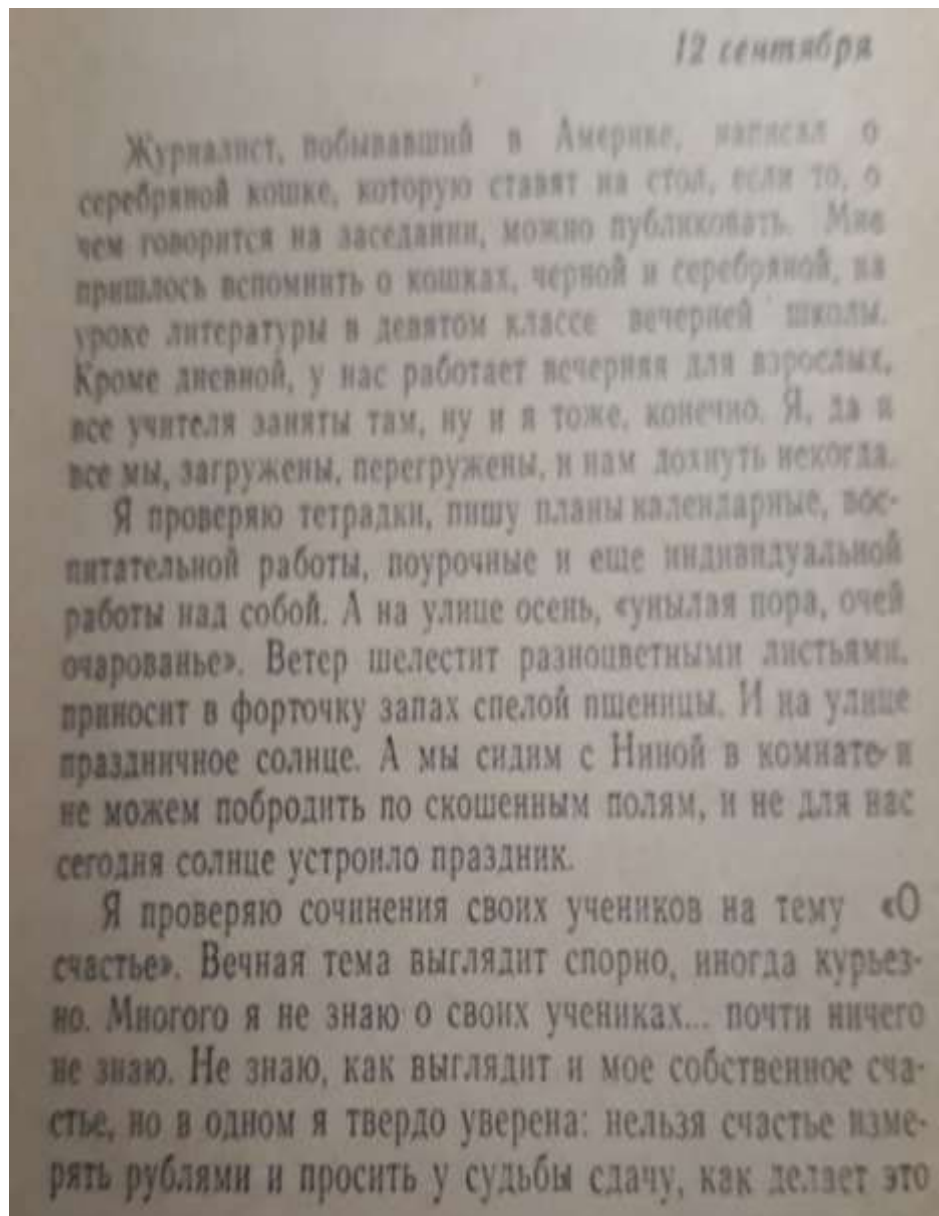 12 сентября
Журналист, побывавший в Америке, написал о
серебряной кошке, которую ставят на стол, если то, о
чем говорится на заседании, можно публиковать. Мне
пришлось вспомнить о кошках, черной и серебряной, на
уроке литературы в девятом классе вечерней школы.
Кроме дневной, у нас работает вечерняя для взрослых,
все учителя заняты там, ну и я тоже, конечно. Я, да и
все мы, загружены, перегружены, и нам дохнуть некогда.
Я проверяю тетрадки, пишу планы календарные, вос-
питательной работы, поурочные и еще индивидуальной
работы над собой. А на улице осень, «унылая пора, очей
очарованье». Ветер шелестит разноцветными листьями,
приносит в форточку запах спелой пшеницы. И на улице
праздничное солнце. А мы сидим с Ниной в комнате и
не можем побродить по скошенным полям, и не для нас
сегодня солнце устроило праздник.
Я проверяю сочинения своих учеников на тему «О
счастье». Вечная тема выглядит спорно, иногда курьез-
но. Многого я не знаю о своих учениках... почти ничего
не знаю. Не знаю, как выглядит и мое собственное сча-
стье, но в одном я твердо уверена: нельзя счастье изме-
рять рублями и просить у судьбы сдачу, как делает это